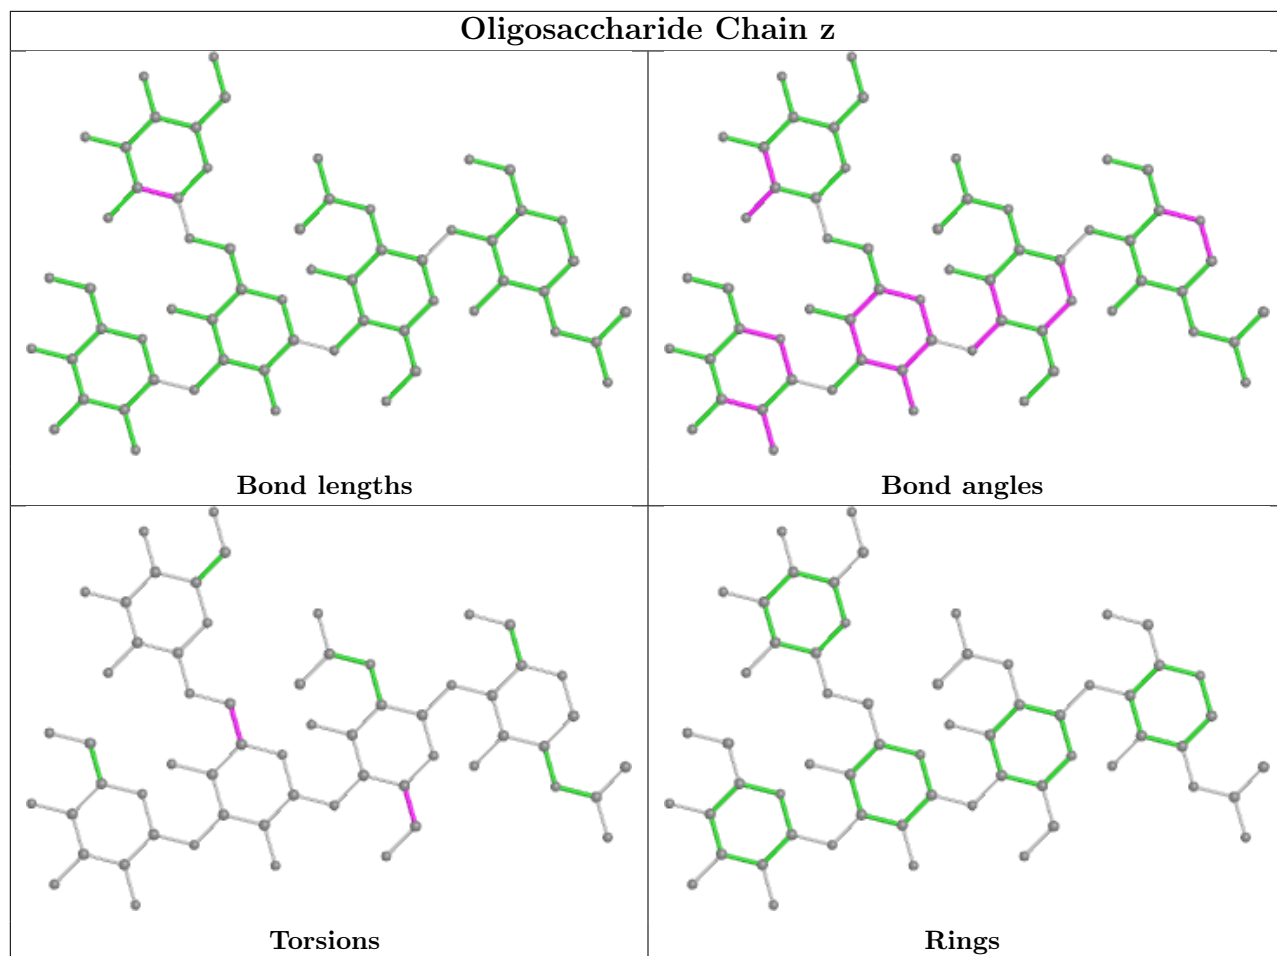 Oligosaccharide Chain z
Bond lengths
Bond angles
Torsions
Rings